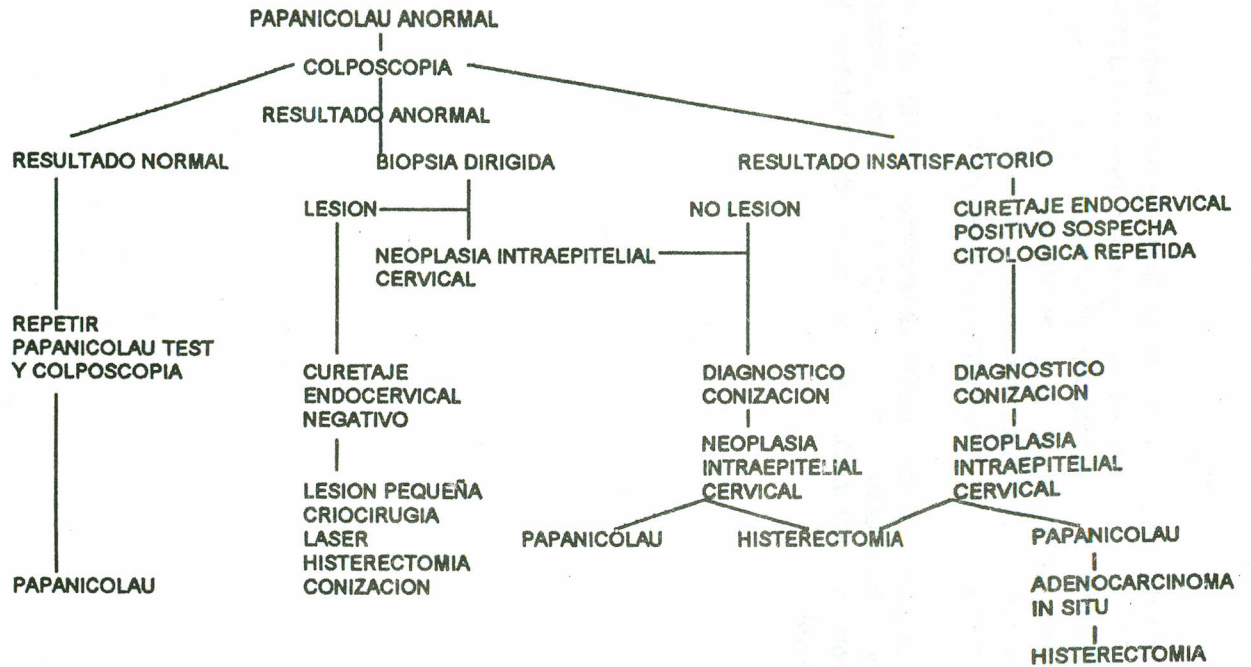 PAPANICOLAU ANORMAL
COLPOSCOPIA
RESULTADO ANORMAL
RESULTADO NORMAL
BIOPSIA DIRIGIDA
RESULTADO INSATISFACTORIO
LESION
NO LESION
CURETAJE ENDOCERVICAL
POSITIVO SOSPECHA
CITOLOGICA REPETIDA
NEOPLASIA INTRAEPITELIAL
CERVICAL
REPETIR
PAPANICOLAU TEST
Y COLPOSCOPIA
CURETAJE
ENDOCERVICAL
NEGATIVO
DIAGNOSTICO
CONIZACION
DIAGNOSTICO
CONIZACION
NEOPLASIA
INTRAEPITELIAL
CERVICAL
NEOPLASIA
INTRAEPITELIAL
CERVICAL
LESION PEQUEÑA
CRIOCIRUGIA
LASER
HISTERECTOMIA
CONIZACION
PAPANICOLAU
HISTERECTOMIA
PAPANICOLAU
PAPANICOLAU
ADENOCARCINOMA
IN SITU
HISTERECTOMIA